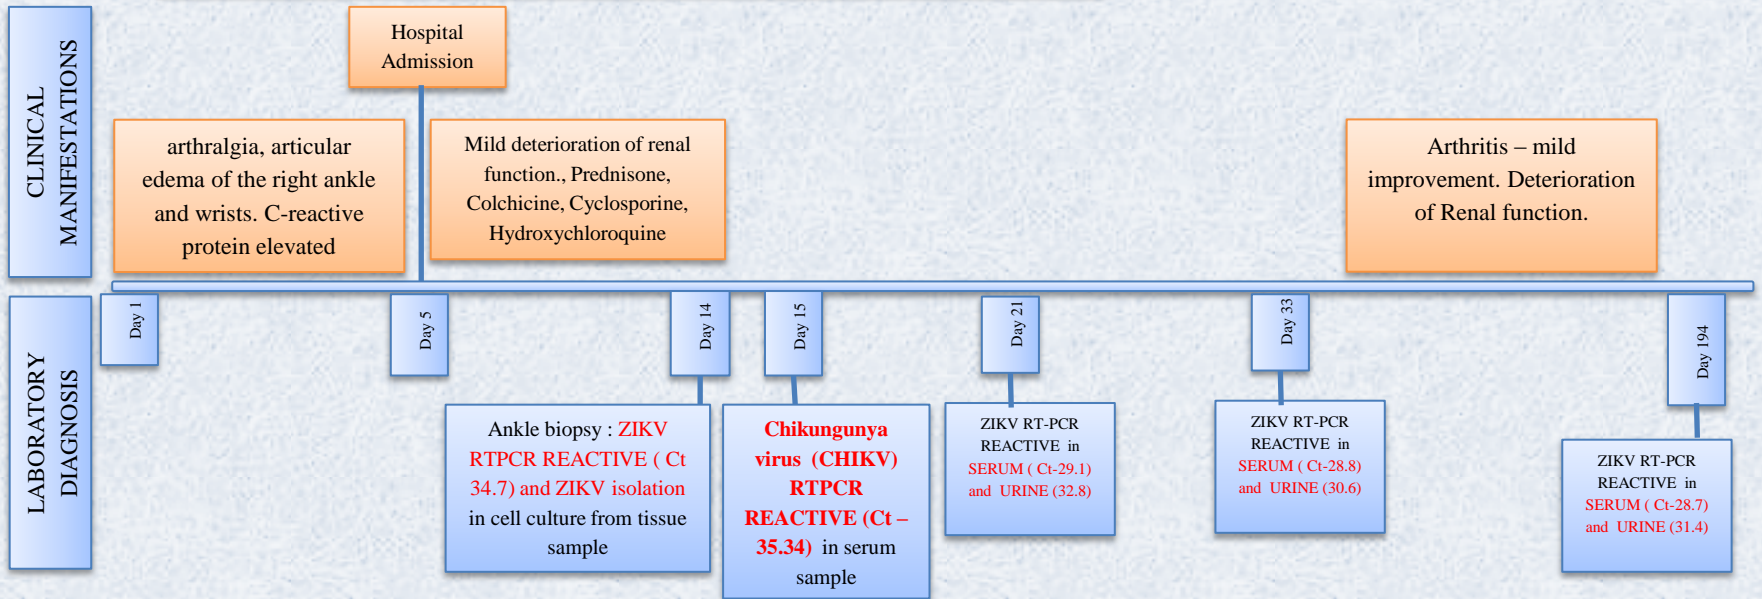 CLINICAL
MANIFESTATIONS
Hospital
Admission
arthralgia, articular
edema of the right ankle
and wrists. C-reactive
protein elevated
Mild deterioration of renal
function., Prednisone,
Colchicine, Cyclosporine,
Hydroxychloroquine
Arthritis – mild
improvement. Deterioration
of Renal function.
LABORATORY
DIAGNOSIS
Day 1
Day 5
Day 14
Day 15
Day 21
Day 33
Day 194
Ankle biopsy : ZIKV
RTPCR REACTIVE ( Ct
34.7) and ZIKV isolation
in cell culture from tissue
sample
Chikungunya
virus (CHIKV)
RTPCR
REACTIVE (Ct –
35.34) in serum
sample
ZIKV RT-PCR
REACTIVE in
SERUM ( Ct-29.1)
and URINE (32.8)
ZIKV RT-PCR
REACTIVE in
SERUM ( Ct-28.8)
and URINE (30.6)
ZIKV RT-PCR
REACTIVE in
SERUM ( Ct-28.7)
and URINE (31.4)